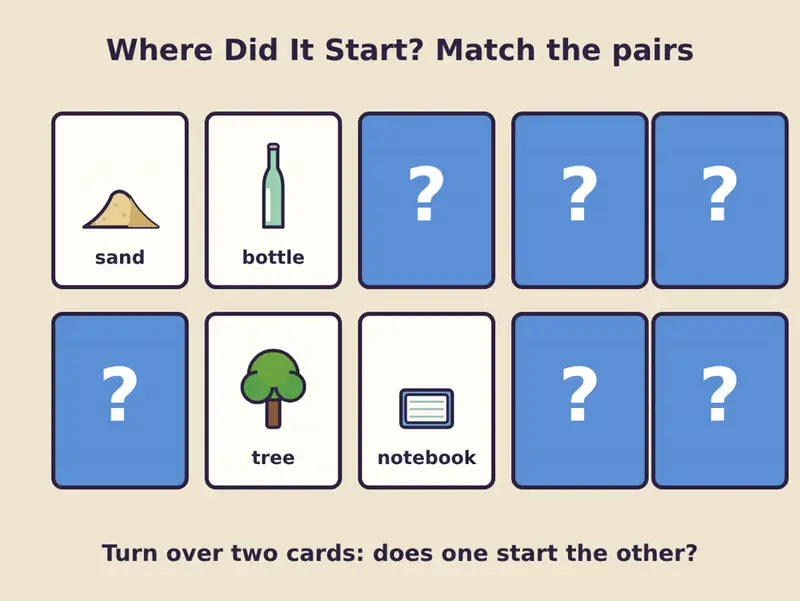 Where Did It Start? Match the pairs
? ? ?
sand bottle
? ? ?
tree notebook
Turn over two cards: does one start the other?